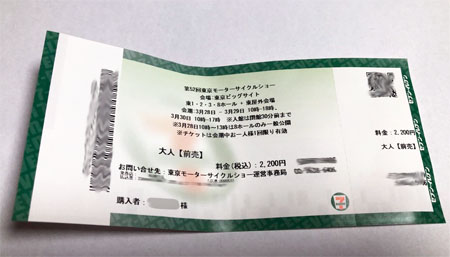 第52回東京モーターサイクルショー
会場：東京ビッグサイト
東1・2・3・8ホール + 東屋外会場
会期：3月28日 - 3月29日 10時-18時、
3月30日 10時-17時 ※入館は閉館30分前まで
※3月28日10時～13時は8ホールのみ一般公開
※チケットは会期中お一人様1回限り有効
大人【前売】
料金(税込)：2,200円
お問い合せ先：東京モーターサイクルショー運営事務局
購入者：
様
料金：2,200円
大人【前売】